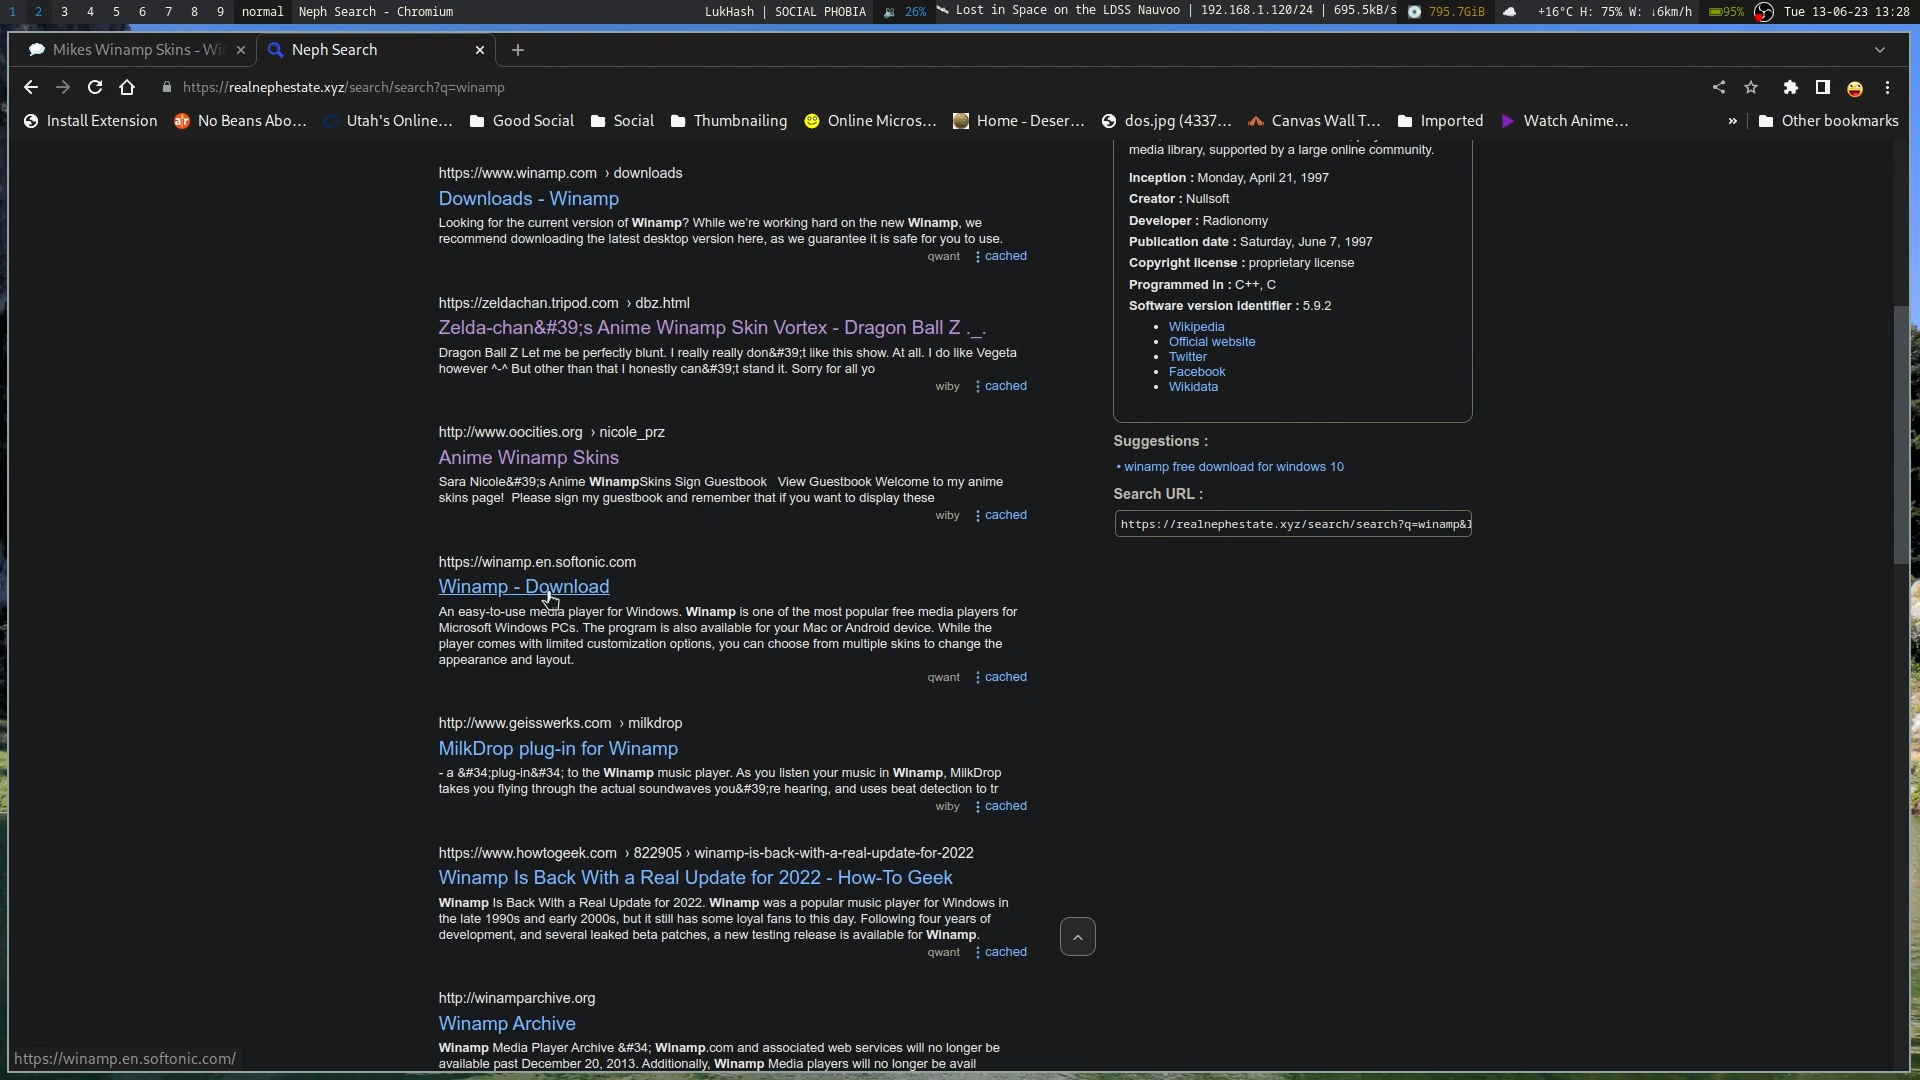 1 2 3 4 5 6 7 8 9 normal Neph Search - Chromium LukHash | SOCIAL PHOBIA 26% Lost in Space on the LDSS Nauvoo | 192.168.1.120/24 | 695.5kB/s 795.7GiB +16°C H: 75% W: ↓6km/h 95% Tue 13-06-23 13:28
Mikes Winamp Skins - Wi
Neph Search
https://realnephestate.xyz/search/search?q=winamp
Install Extension No Beans Abo... Utah's Online... Good Social Social Thumbnailing Online Micros... Home - Deser... dos.jpg (4337... Canvas Wall T... Imported Watch Anime... » Other bookmarks
https://www.winamp.com › downloads
Downloads - Winamp
Looking for the current version of Winamp? While we're working hard on the new Winamp, we
recommend downloading the latest desktop version here, as we guarantee it is safe for you to use.
qwant cached
https://zeldachan.tripod.com › dbz.html
Zelda-chan&#39;s Anime Winamp Skin Vortex - Dragon Ball Z ._.
Dragon Ball Z Let me be perfectly blunt. I really really don&#39;t like this show. At all. I do like Vegeta
however ^-^ But other than that I honestly can&#39;t stand it. Sorry for all yo
wiby cached
http://www.oocities.org › nicole_prz
Anime Winamp Skins
Sara Nicole&#39;s Anime WinampSkins Sign Guestbook View Guestbook Welcome to my anime
skins page! Please sign my guestbook and remember that if you want to display these
wiby cached
https://winamp.en.softonic.com
Winamp - Download
An easy-to-use media player for Windows. Winamp is one of the most popular free media players for
Microsoft Windows PCs. The program is also available for your Mac or Android device. While the
player comes with limited customization options, you can choose from multiple skins to change the
appearance and layout.
qwant cached
http://www.geisswerks.com › milkdrop
MilkDrop plug-in for Winamp
- a &#34;plug-in&#34; to the Winamp music player. As you listen your music in Winamp, MilkDrop
takes you flying through the actual soundwaves you&#39;re hearing, and uses beat detection to tr
wiby cached
https://www.howtogeek.com › 822905 › winamp-is-back-with-a-real-update-for-2022
Winamp Is Back With a Real Update for 2022 - How-To Geek
Winamp Is Back With a Real Update for 2022. Winamp was a popular music player for Windows in
the late 1990s and early 2000s, but it still has some loyal fans to this day. Following four years of
development, and several leaked beta patches, a new testing release is available for Winamp.
qwant cached
http://winamparchive.org
Winamp Archive
Winamp Media Player Archive &#34; Winamp.com and associated web services will no longer be
available past December 20, 2013. Additionally, Winamp Media players will no longer be avail
media library, supported by a large online community.
Inception : Monday, April 21, 1997
Creator : Nullsoft
Developer : Radionomy
Publication date : Saturday, June 7, 1997
Copyright license : proprietary license
Programmed in : C++, C
Software version identifier : 5.9.2
• Wikipedia
• Official website
• Twitter
• Facebook
• Wikidata
Suggestions :
• winamp free download for windows 10
Search URL :
https://realnephestate.xyz/search/search?q=winamp&l
https://winamp.en.softonic.com/